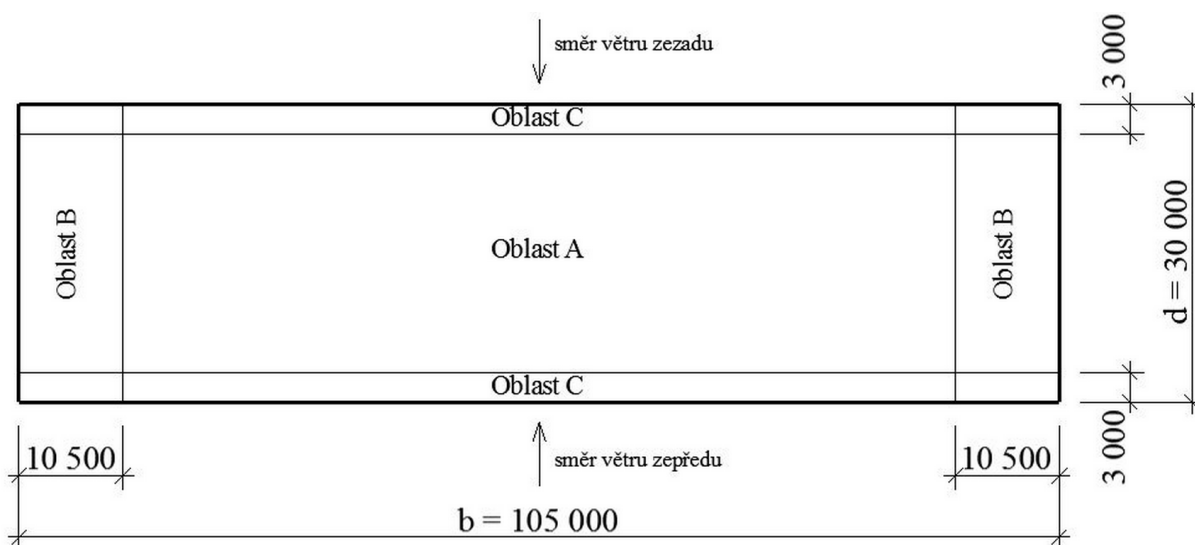 směr větru zezadu
3 000
Oblast C
Oblast B
Oblast A
Oblast B
d = 30 000
Oblast C
10 500
směr větru zepředu
10 500
3 000
b = 105 000